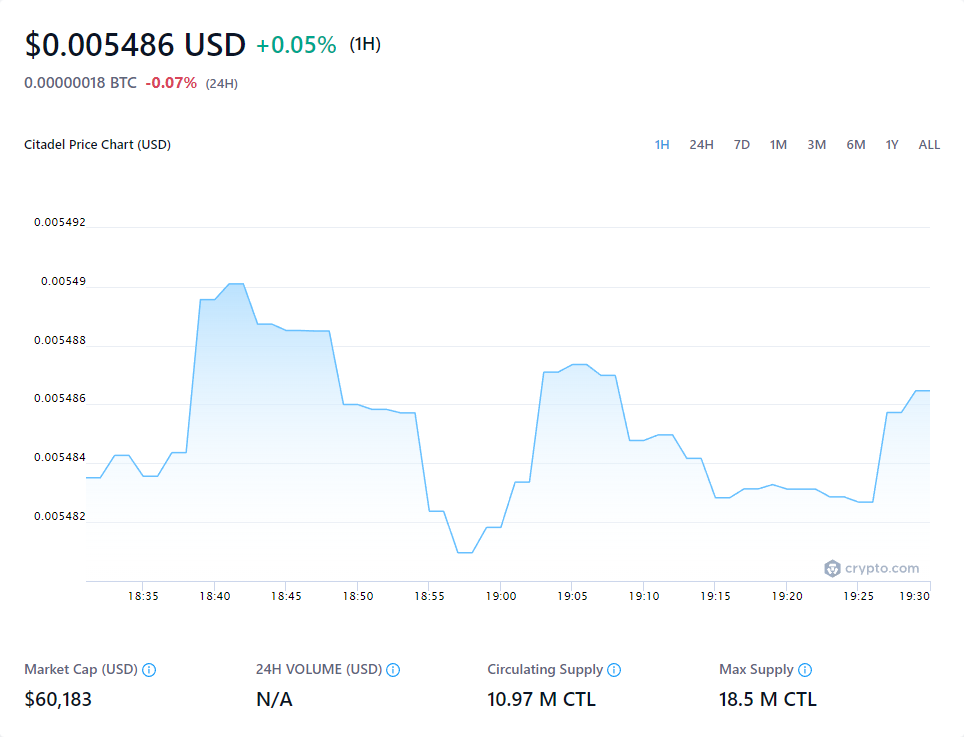 $0.005486 USD +0.05% (1H)
0.00000018 BTC -0.07% (24H)
Citadel Price Chart (USD) 1H 24H 7D 1M 3M 6M 1Y ALL
0.005492
0.00549
0.005488
0.005486
0.005484
0.005482
crypto.com
18:35 18:40 18:45 18:50 18:55 19:00 19:05 19:10 19:15 19:20 19:25 19:30
Market Cap (USD) 24H VOLUME (USD) Circulating Supply Max Supply
$60,183 N/A 10.97 M CTL 18.5 M CTL